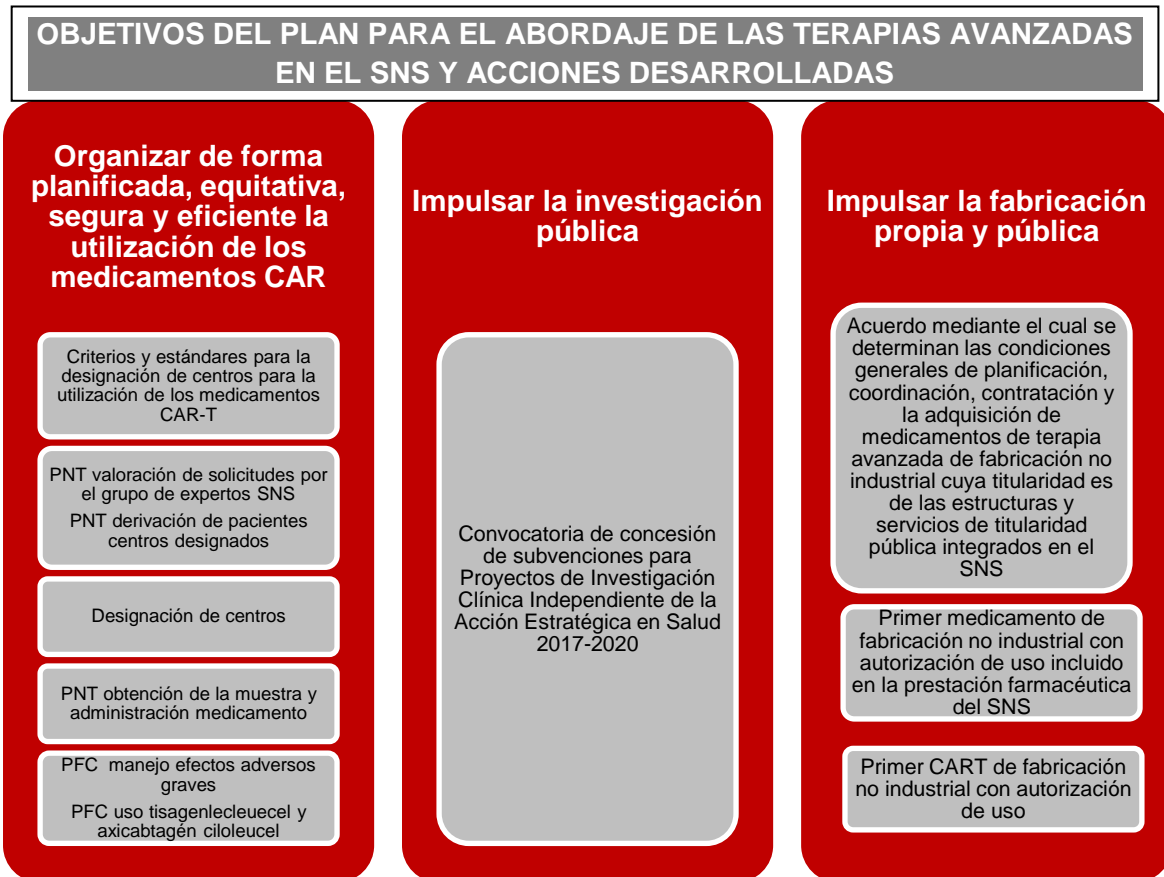 OBJETIVOS DEL PLAN PARA EL ABORDAJE DE LAS TERAPIAS AVANZADAS
EN EL SNS Y ACCIONES DESARROLLADAS
Organizar de forma
planificada, equitativa,
segura y eficiente la
utilización de los
medicamentos CAR
Criterios y estándares para la
designación de centros para la
utilización de los medicamentos
CAR-T
PNT valoración de solicitudes por
el grupo de expertos SNS
PNT derivación de pacientes
centros designados
Designación de centros
PNT obtención de la muestra y
administración medicamento
PFC manejo efectos adversos
graves
PFC uso tisagenlecleuecel y
axicabtagén ciloleucel
Impulsar la investigación
pública
Convocatoria de concesión
de subvenciones para
Proyectos de Investigación
Clínica Independiente de la
Acción Estratégica en Salud
2017-2020
Impulsar la fabricación
propia y pública
Acuerdo mediante el cual se
determinan las condiciones
generales de planificación,
coordinación, contratación y
la adquisición de
medicamentos de terapia
avanzada de fabricación no
industrial cuya titularidad es
de las estructuras y
servicios de titularidad
pública integrados en el
SNS
Primer medicamento de
fabricación no industrial con
autorización de uso incluido
en la prestación farmacéutica
del SNS
Primer CART de fabricación
no industrial con autorización
de uso